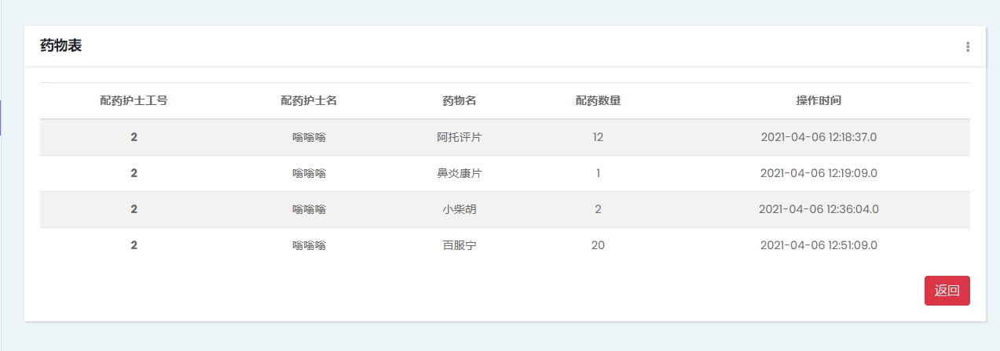 药物表
配药护士工号 配药护士名 药物名 配药数量 操作时间
2 嗡嗡嗡 阿托评片 12 2021-04-06 12:18:37.0
2 嗡嗡嗡 鼻炎康片 1 2021-04-06 12:19:09.0
2 嗡嗡嗡 小柴胡 2 2021-04-06 12:36:04.0
2 嗡嗡嗡 百服宁 20 2021-04-06 12:51:09.0
返回